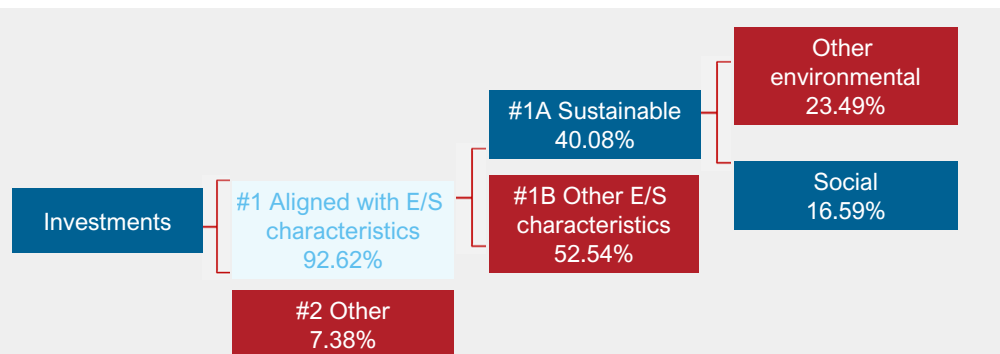 Investments
#1 Aligned with E/S
characteristics
92.62%
#2 Other
7.38%
#1A Sustainable
40.08%
#1B Other E/S
characteristics
52.54%
Other
environmental
23.49%
Social
16.59%